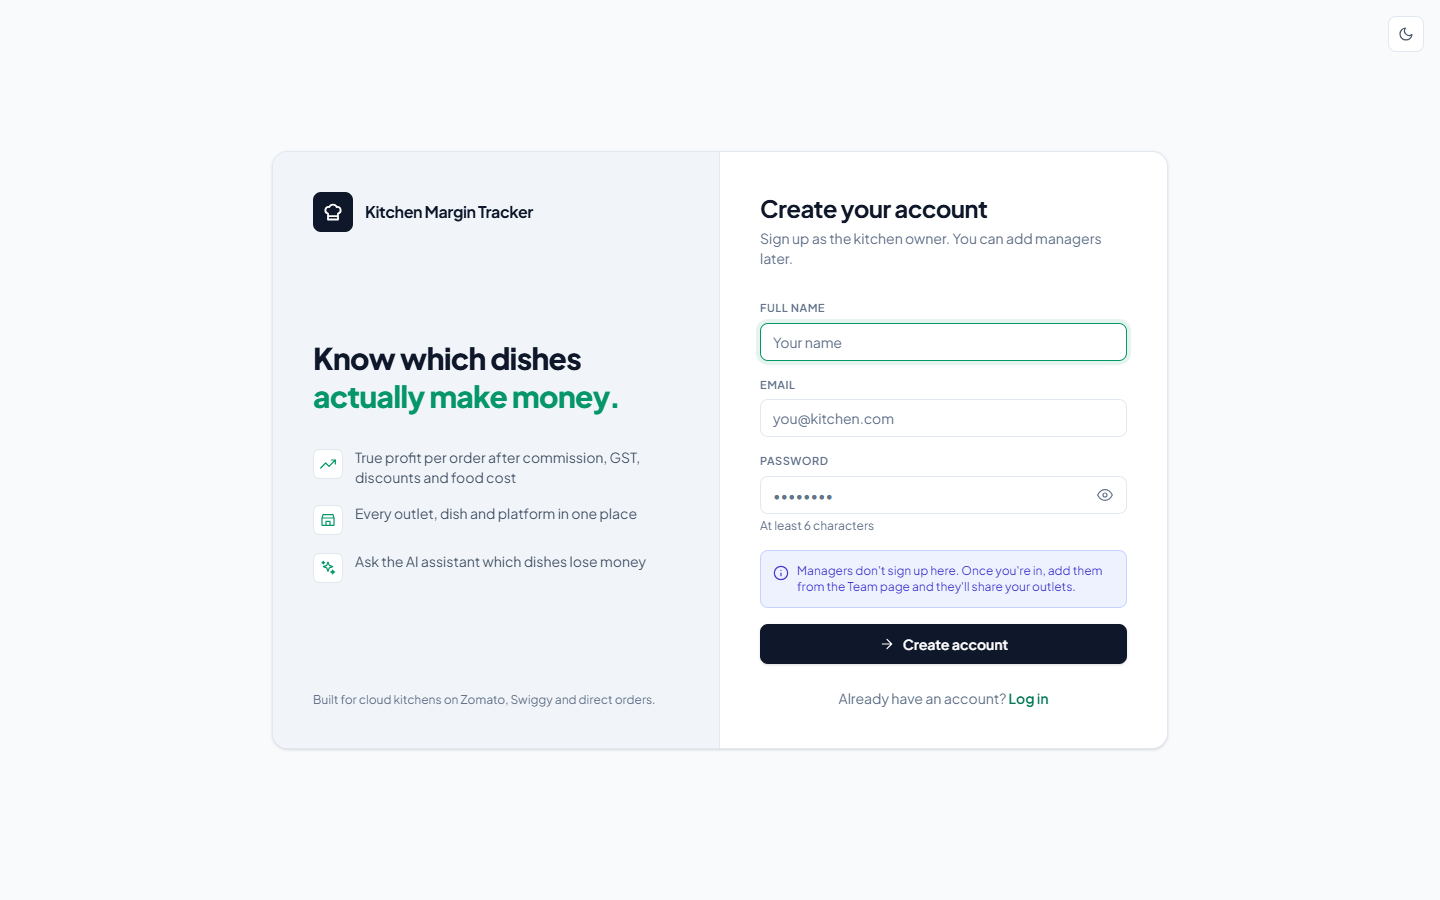 Kitchen Margin Tracker
Know which dishes
actually make money.
True profit per order after commission, GST,
discounts and food cost
Every outlet, dish and platform in one place
Ask the AI assistant which dishes lose money
Built for cloud kitchens on Zomato, Swiggy and direct orders.
Create your account
Sign up as the kitchen owner. You can add managers
later.
FULL NAME
Your name
EMAIL
you@kitchen.com
PASSWORD
••••••••
At least 6 characters
Managers don't sign up here. Once you're in, add them
from the Team page and they'll share your outlets.
Create account
Already have an account? Log in